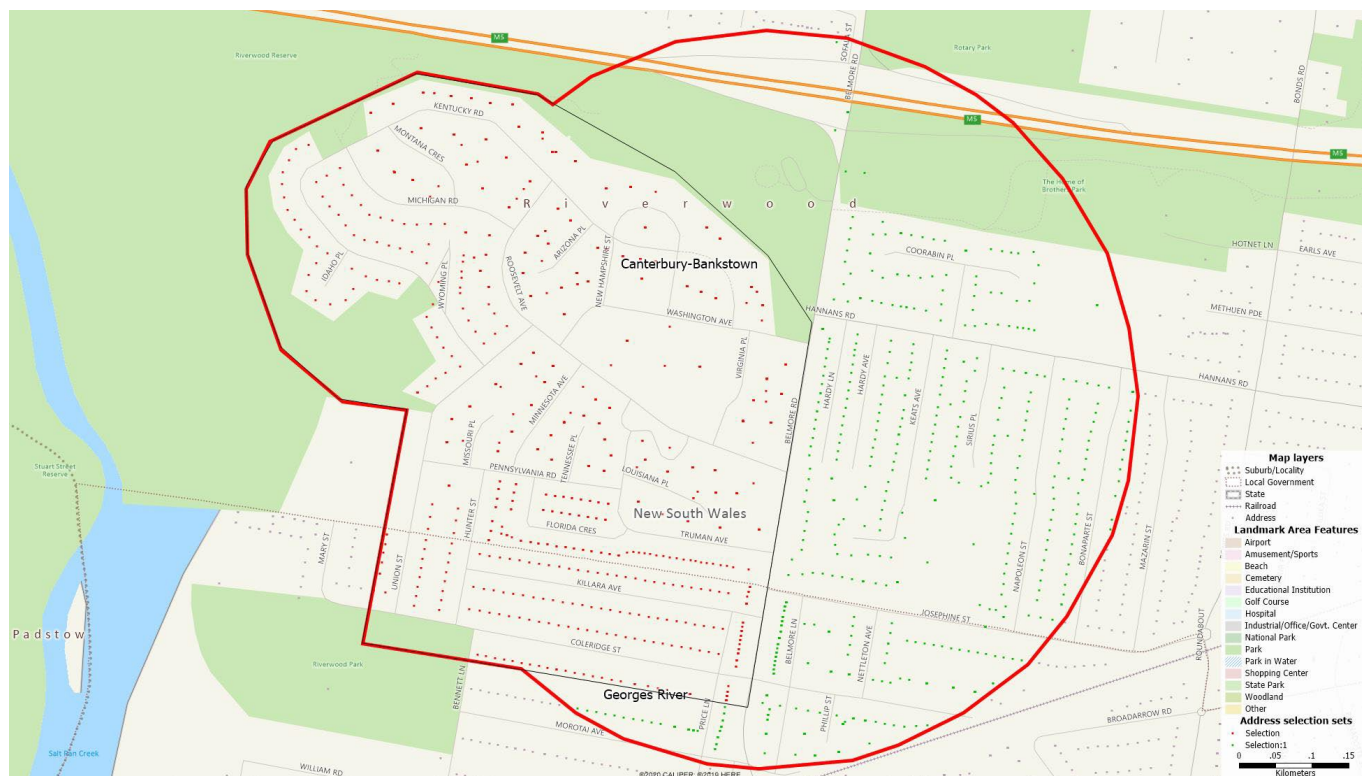 M5
SOFALA ST
BELMORE RD
Rotary Park
Riverwood Reserve
BONDS RD
KENTUCKY RD
M5
M5
MONTANA CRES
The Home of
Brothers Park
MICHIGAN RD
Riverwood
ARIZONA PL
NEW HAMPSHIRE ST
HOTNET LN
EARLS AVE
COORABIN PL
IDAHO PL
WYOMING PL
ROOSEVELT AVE
Canterbury-Bankstown
METHUEN PDE
WASHINGTON AVE
HANNANS RD
VIRGINIA PL
HARDY LN
HARDY AVE
HANNANS RD
MINNESOTA AVE
BELMORE RD
KEATS AVE
SIRIUS PL
MISSOURI PL
TENNESSEE PL
PENNSYLVANIA RD
LOUISIANA PL
Stuart Street
Reserve
New South Wales
HUNTER ST
FLORIDA CRES
TRUMAN AVE
MARY ST
UNION ST
KILLARA AVE
NAPOLEON ST
BONAPARTE ST
MAZARIN ST
JOSEPHINE ST
Padstow
COLERIDGE ST
BELMORE LN
NETTLETON AVE
ROUNDABOUT
Riverwood Park
BENNETT LN
Georges River
PRICE LN
PHILLIP ST
BROADARROW RD
MOROTAI AVE
Salt Pan Creek
WILLIAM RD
©2020 CALIPER; ©2019 HERE
Map layers
Suburb/Locality
Local Government
State
Railroad
Address
Landmark Area Features
Airport
Amusement/Sports
Beach
Cemetery
Educational Institution
Golf Course
Hospital
Industrial/Office/Govt. Center
National Park
Park
Park in Water
Shopping Center
State Park
Woodland
Other
Address selection sets
Selection
Selection:1
0 .05 .1 .15
Kilometers